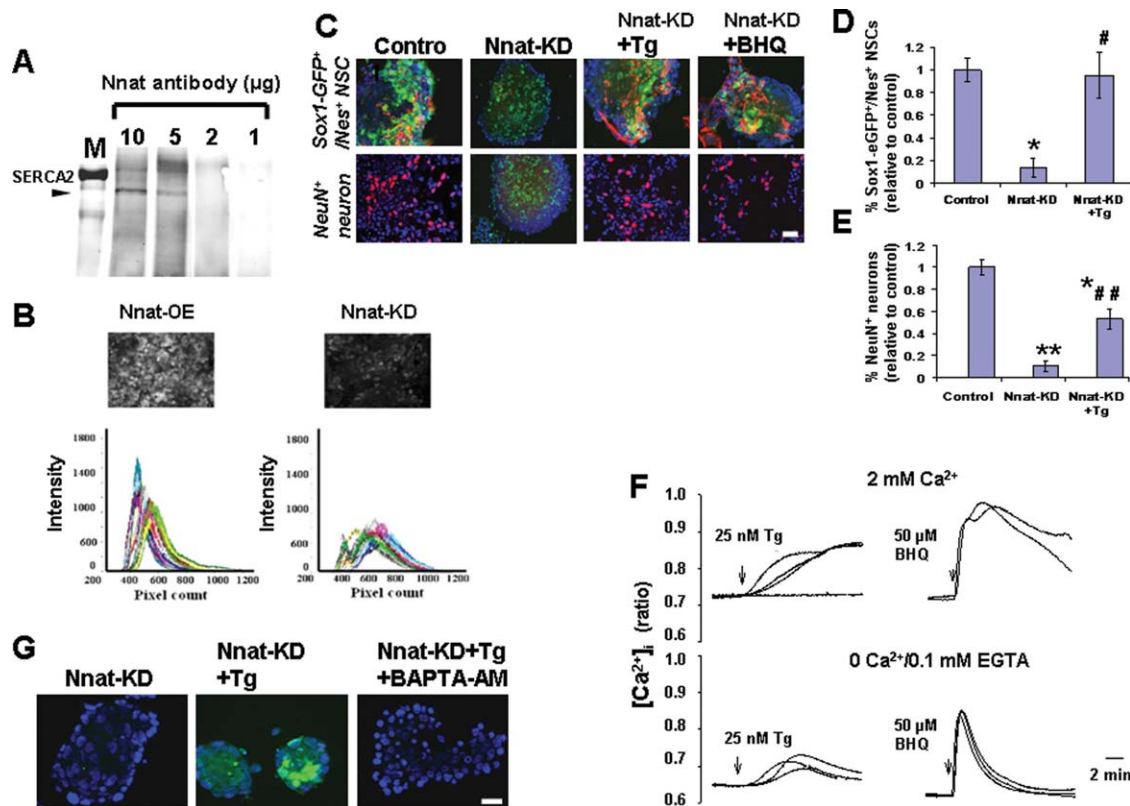 A
Nnat antibody (µg)
M 10 5 2 1
SERCA2
B
Nnat-OE Nnat-KD
Intensity
1800
1400
1000
600
200 400 600 800 1000 1200
Pixel count
Intensity
1800
1400
1000
600
200 400 600 800 1000 1200
Pixel count
C
Contro
Nnat-KD
Nnat-KD
+Tg
Nnat-KD
+BHQ
Sox1-GFP⁺
/Nes⁺ NSC
NeuN⁺
neuron
D
% Sox1-eGFP⁺/Nes⁺ NSCs
(relative to control)
1.2
1
0.8
0.6
0.4
0.2
0
*
#
Control
Nnat-KD
Nnat-KD
+Tg
E
% NeuN⁺ neurons
(relative to control)
1.2
1
0.8
0.6
0.4
0.2
0
**
*
# #
Control
Nnat-KD
Nnat-KD
+Tg
F
2 mM Ca²⁺
[Ca²⁺]i (ratio)
1.0
0.9
0.8
0.7
0.6
25 nM Tg
50 µM
BHQ
0 Ca²⁺/0.1 mM EGTA
1.0
0.9
0.8
0.7
0.6
25 nM Tg
50 µM
BHQ
2 min
G
Nnat-KD
Nnat-KD
+Tg
Nnat-KD+Tg
+BAPTA-AM